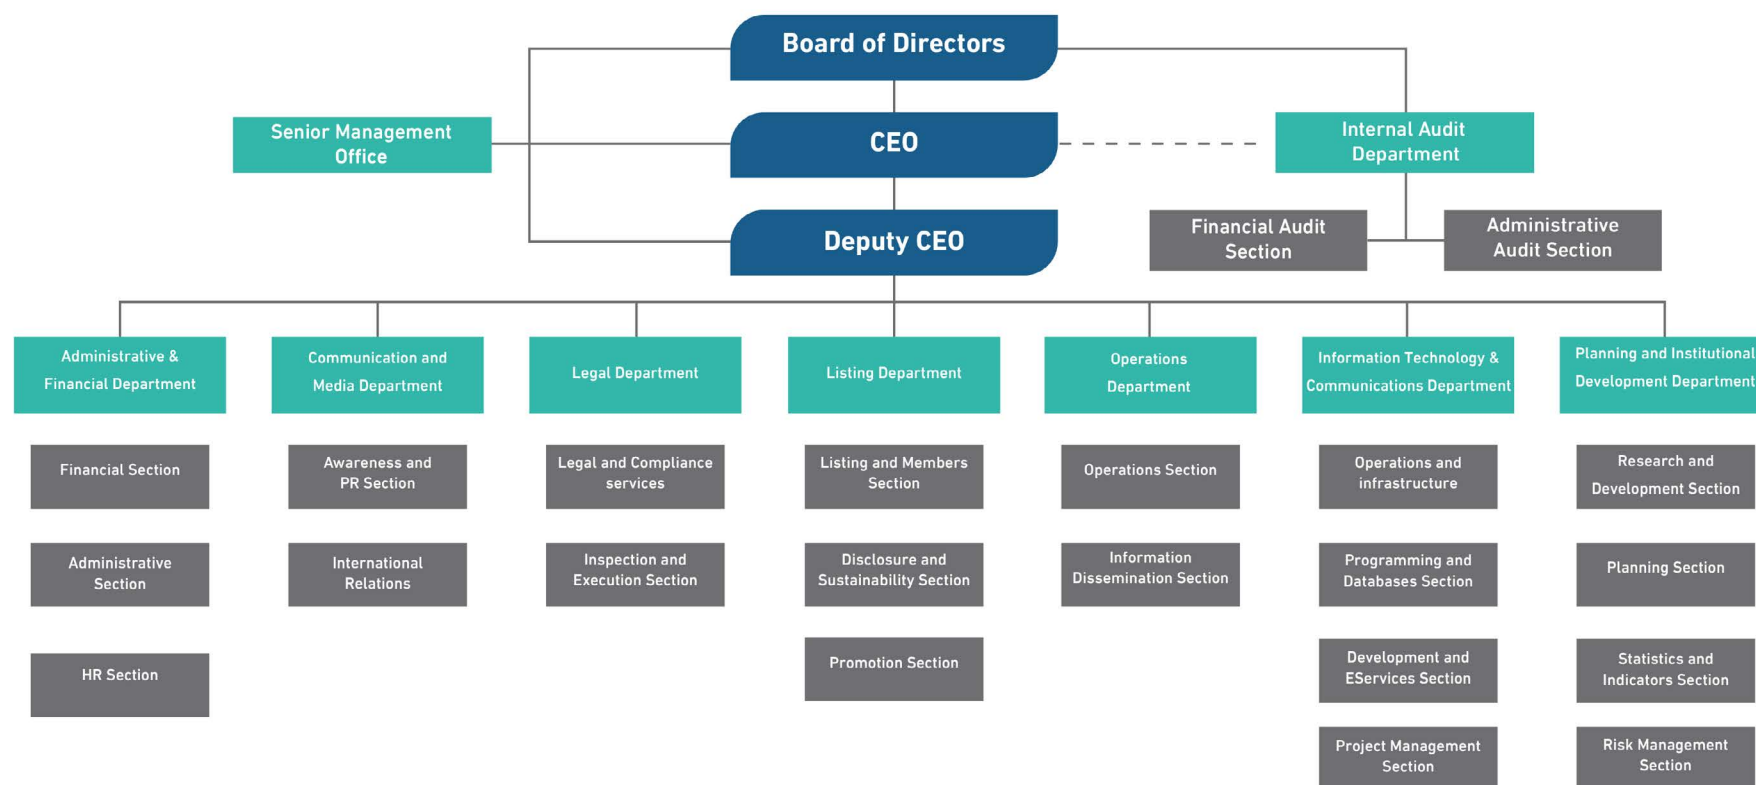 Board of Directors
Senior Management
Office
CEO
Internal Audit
Department
Deputy CEO
Financial Audit
Section
Administrative
Audit Section
Administrative &
Financial Department
Communication and
Media Department
Legal Department
Listing Department
Operations
Department
Information Technology &
Communications Department
Planning and Institutional
Development Department
Financial Section
Awareness and
PR Section
Legal and Compliance
services
Listing and Members
Section
Operations Section
Operations and
infrastructure
Research and
Development Section
Administrative
Section
International
Relations
Inspection and
Execution Section
Disclosure and
Sustainability Section
Information
Dissemination Section
Programming and
Databases Section
Planning Section
HR Section
Promotion Section
Development and
EServices Section
Statistics and
Indicators Section
Project Management
Section
Risk Management
Section